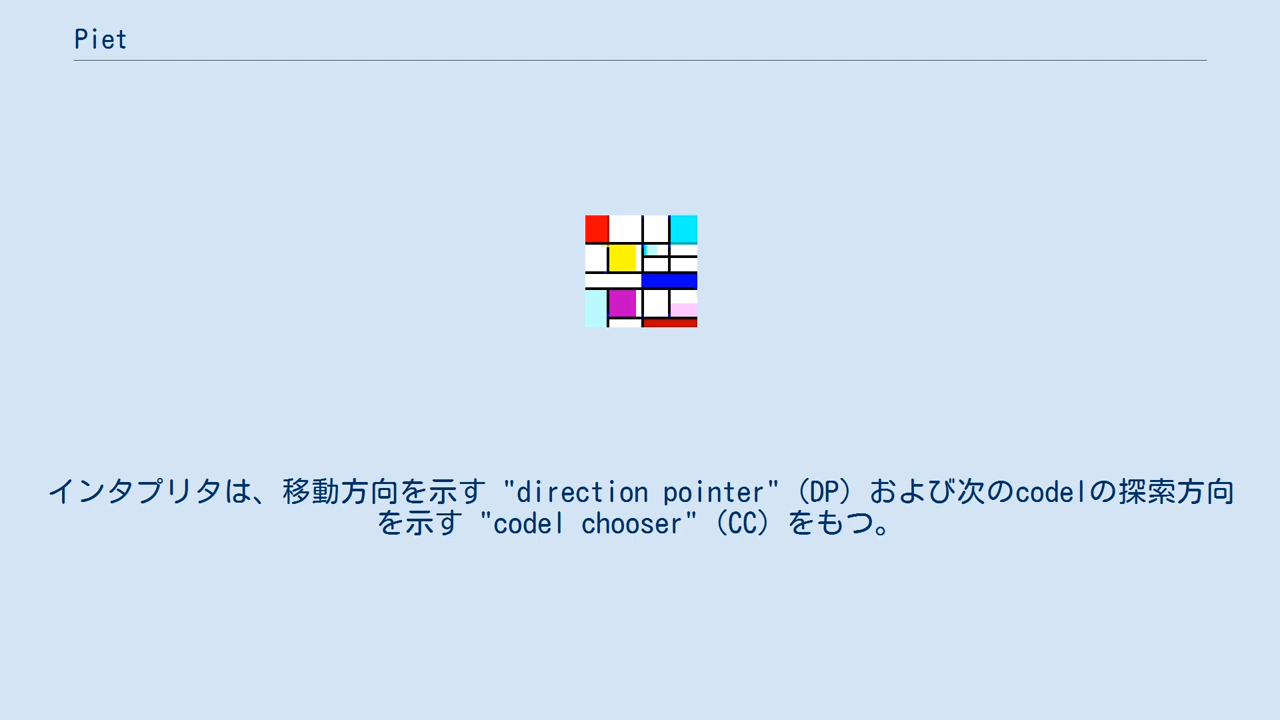 Piet
インタプリタは、移動方向を示す "direction pointer"（DP）および次のcodelの探索方向
を示す "codel chooser"（CC）をもつ。